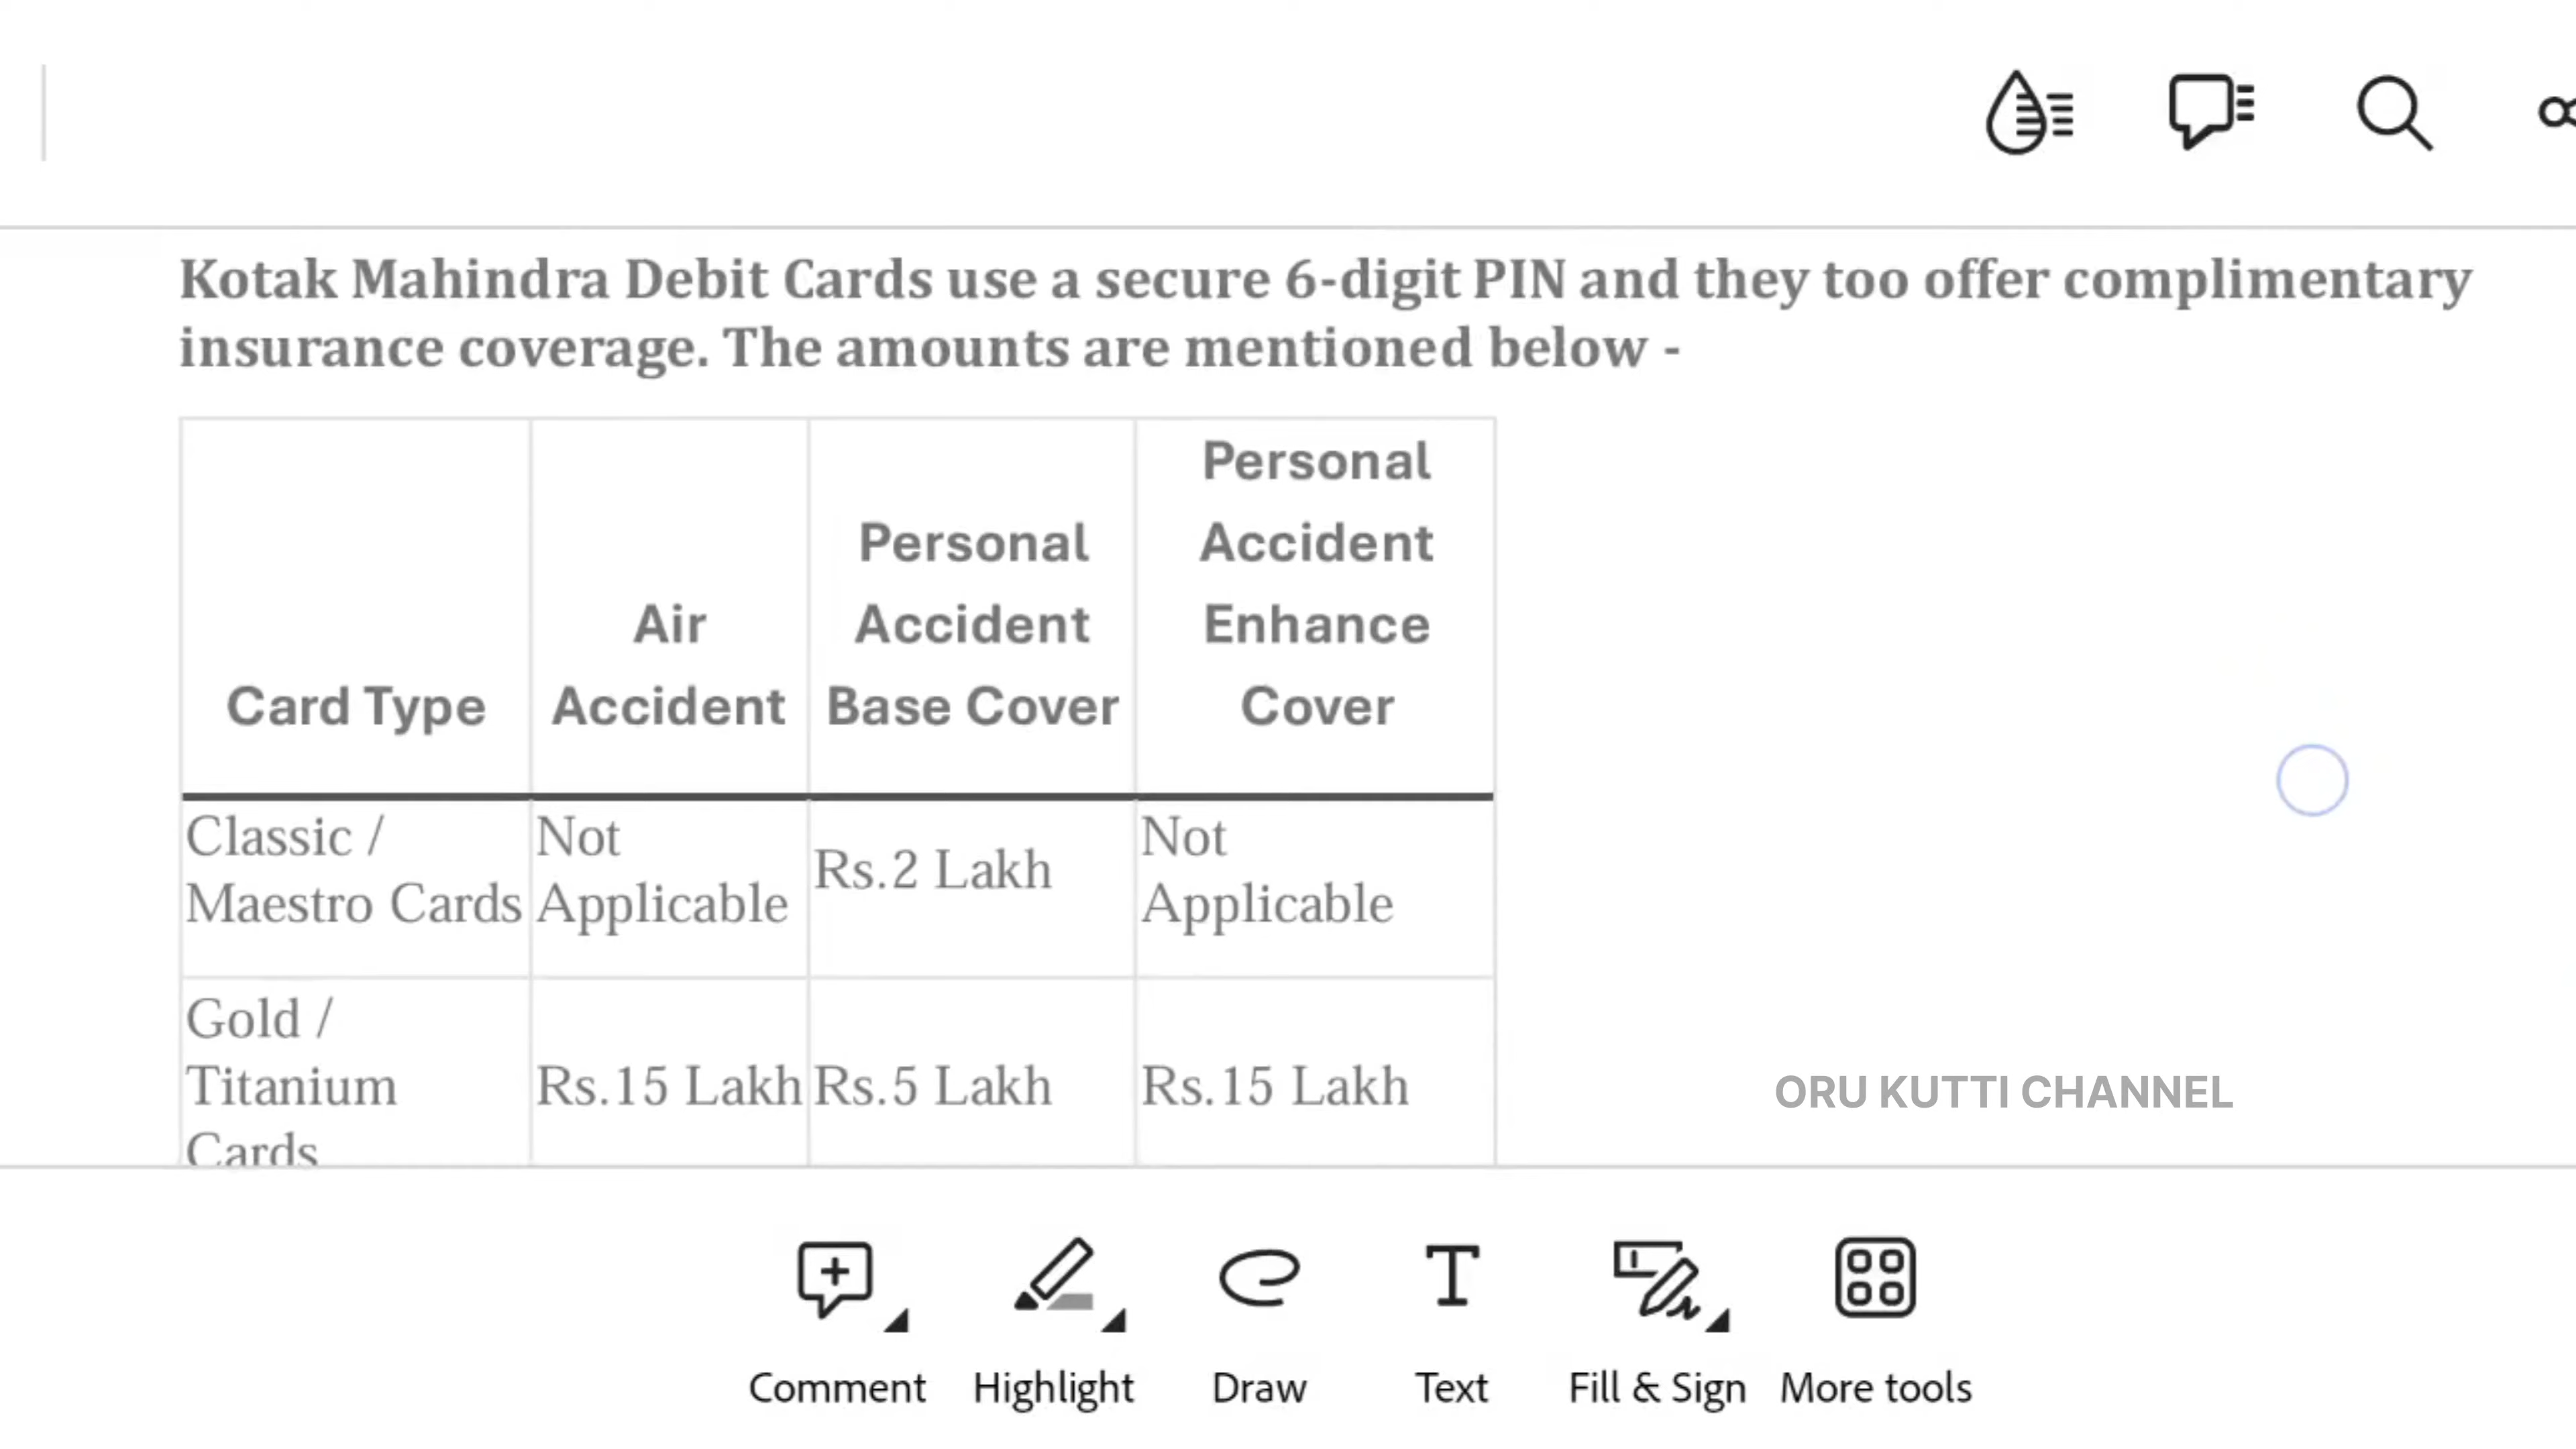 Kotak Mahindra Debit Cards use a secure 6-digit PIN and they too offer complimentary
insurance coverage. The amounts are mentioned below -
Card Type
Air
Accident
Personal
Accident
Base Cover
Personal
Accident
Enhance
Cover
Classic /
Maestro Cards
Not
Applicable
Rs.2 Lakh
Not
Applicable
Gold /
Titanium
Cards
Rs.15 Lakh
Rs.5 Lakh
Rs.15 Lakh
ORU KUTTI CHANNEL
Comment
Highlight
Draw
Text
Fill & Sign
More tools